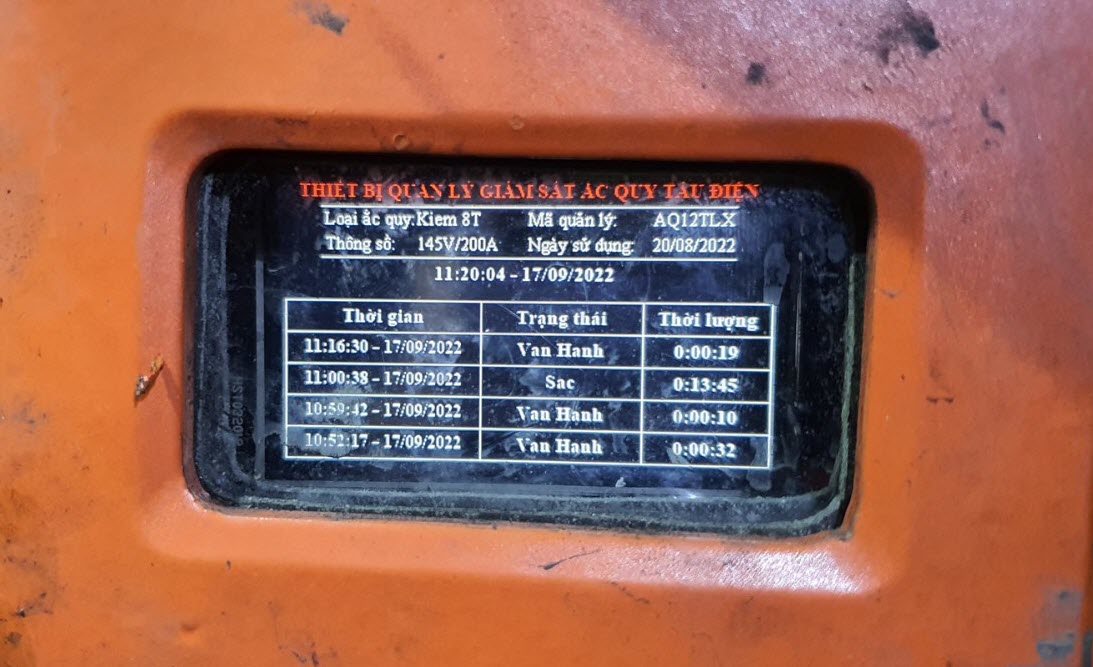 THIẾT BỊ QUẢN LÝ GIÁM SÁT ẮC QUY TÀU ĐIỆN
Loại ắc quy: Kiem 8T Mã quản lý: AQ12TLX
Thông số: 145V/200A Ngày sử dụng: 20/08/2022
11:20:04 - 17/09/2022
Thời gian Trạng thái Thời lượng
11:16:30 - 17/09/2022 Van Hanh 0:00:19
11:00:38 - 17/09/2022 Sac 0:13:45
10:59:42 - 17/09/2022 Van Hanh 0:00:10
10:52:17 - 17/09/2022 Van Hanh 0:00:32